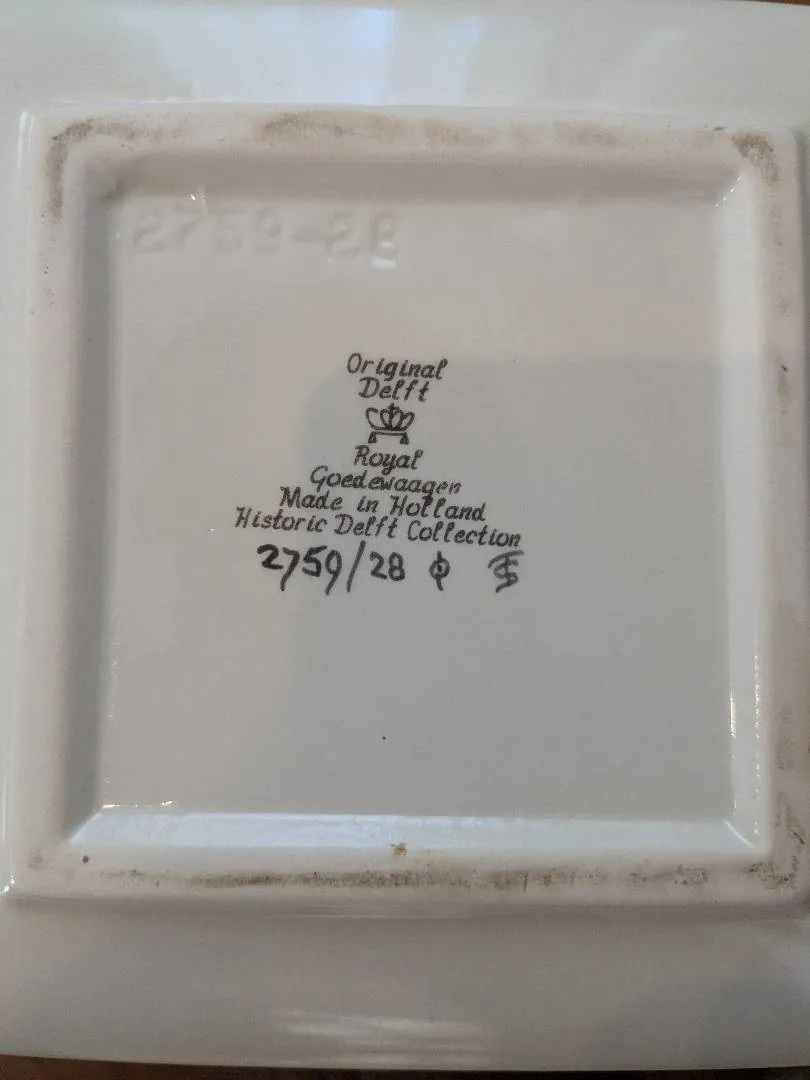 Original
Delft
Royal
Goedewaagen
Made in Holland
Historic Delft Collection
2759/28